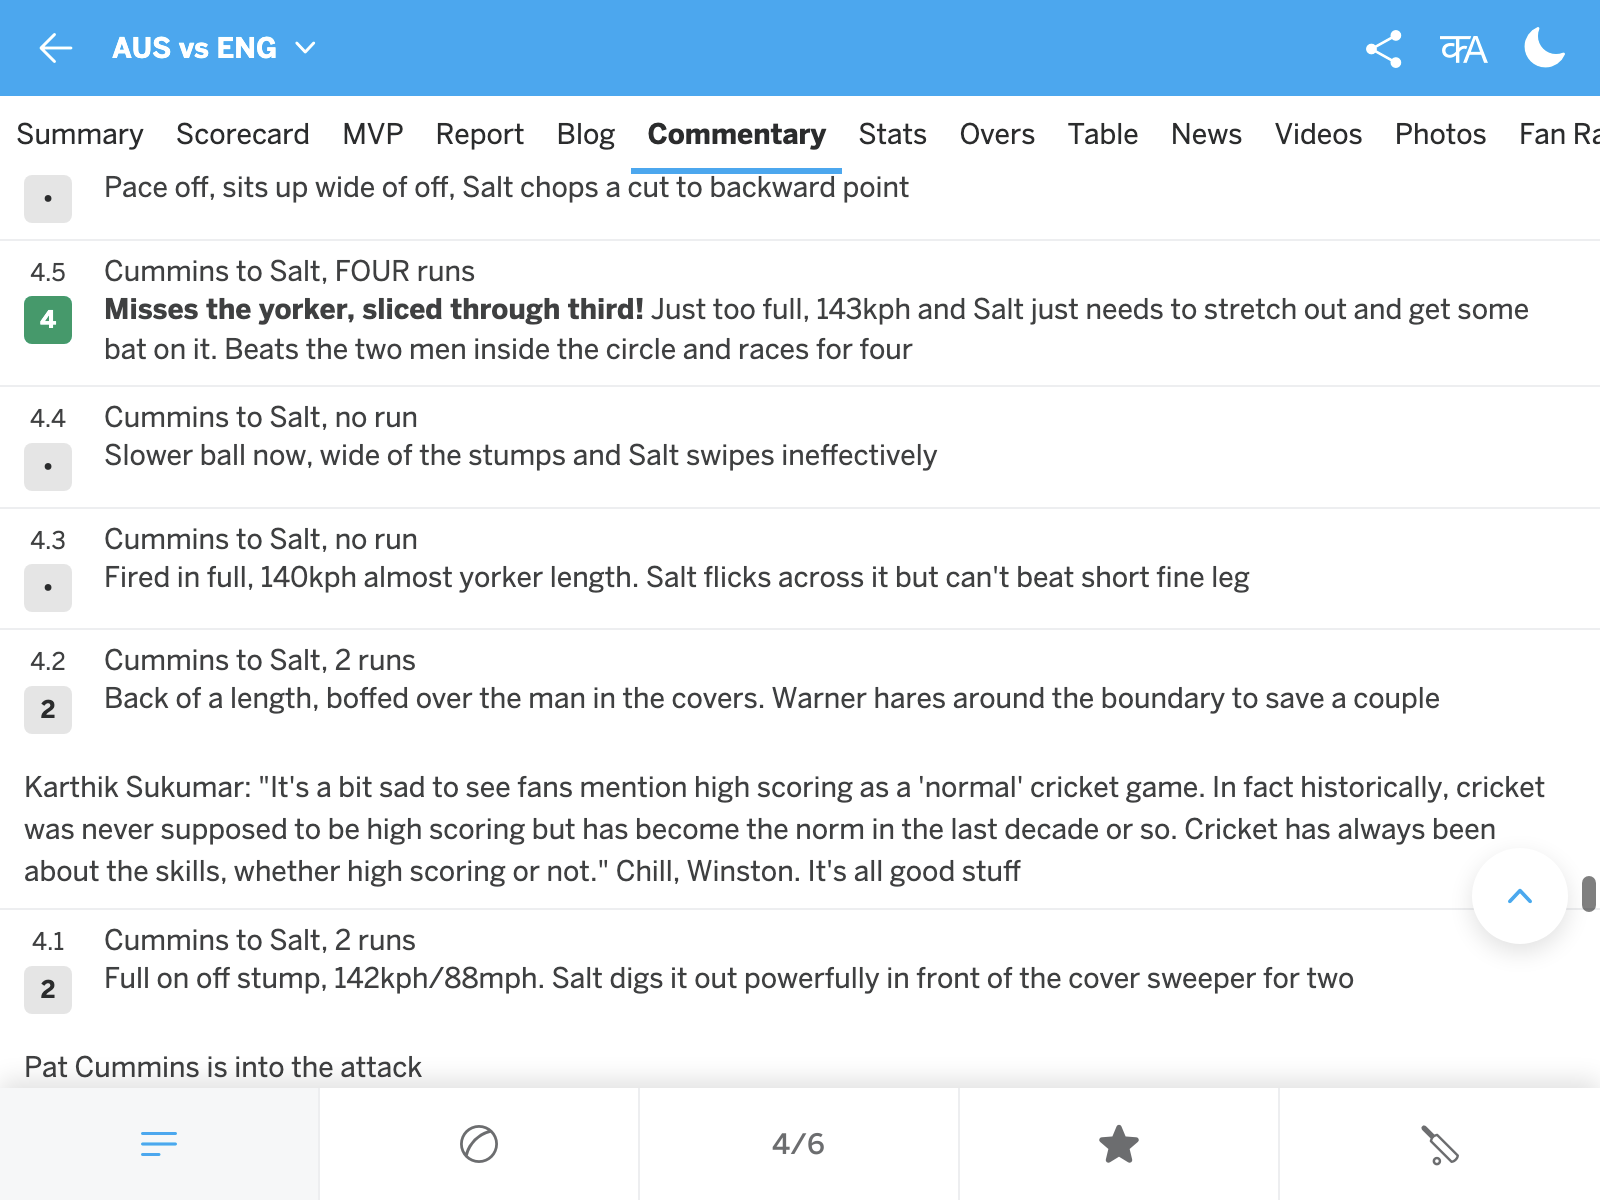 AUS vs ENG
क A
Summary Scorecard MVP Report Blog Commentary Stats Overs Table News Videos Photos Fan Ra
• Pace off, sits up wide of off, Salt chops a cut to backward point
4.5 Cummins to Salt, FOUR runs
4 Misses the yorker, sliced through third! Just too full, 143kph and Salt just needs to stretch out and get some
bat on it. Beats the two men inside the circle and races for four
4.4 Cummins to Salt, no run
• Slower ball now, wide of the stumps and Salt swipes ineffectively
4.3 Cummins to Salt, no run
• Fired in full, 140kph almost yorker length. Salt flicks across it but can't beat short fine leg
4.2 Cummins to Salt, 2 runs
2 Back of a length, boffed over the man in the covers. Warner hares around the boundary to save a couple
Karthik Sukumar: "It's a bit sad to see fans mention high scoring as a 'normal' cricket game. In fact historically, cricket
was never supposed to be high scoring but has become the norm in the last decade or so. Cricket has always been
about the skills, whether high scoring or not." Chill, Winston. It's all good stuff
4.1 Cummins to Salt, 2 runs
2 Full on off stump, 142kph/88mph. Salt digs it out powerfully in front of the cover sweeper for two
Pat Cummins is into the attack
4/6